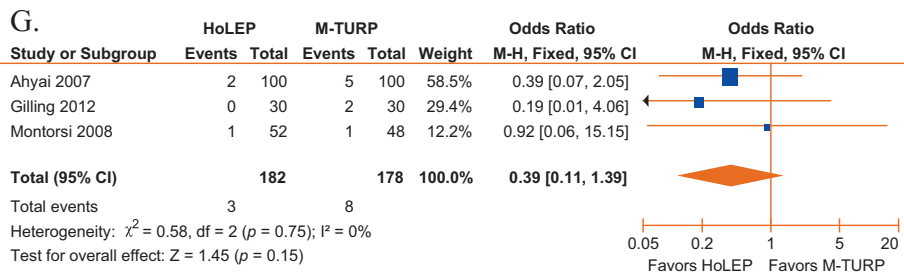 G.
HoLEP M-TURP Odds Ratio Odds Ratio
Study or Subgroup Events Total Events Total Weight M-H, Fixed, 95% CI M-H, Fixed, 95% CI
Ahyai 2007 2 100 5 100 58.5% 0.39 [0.07, 2.05]
Gilling 2012 0 30 2 30 29.4% 0.19 [0.01, 4.06]
Montorsi 2008 1 52 1 48 12.2% 0.92 [0.06, 15.15]
Total (95% CI) 182 178 100.0% 0.39 [0.11, 1.39]
Total events 3 8
Heterogeneity: χ² = 0.58, df = 2 (p = 0.75); I² = 0%
Test for overall effect: Z = 1.45 (p = 0.15)
0.05 0.2 1 5 20
Favors HoLEP Favors M-TURP